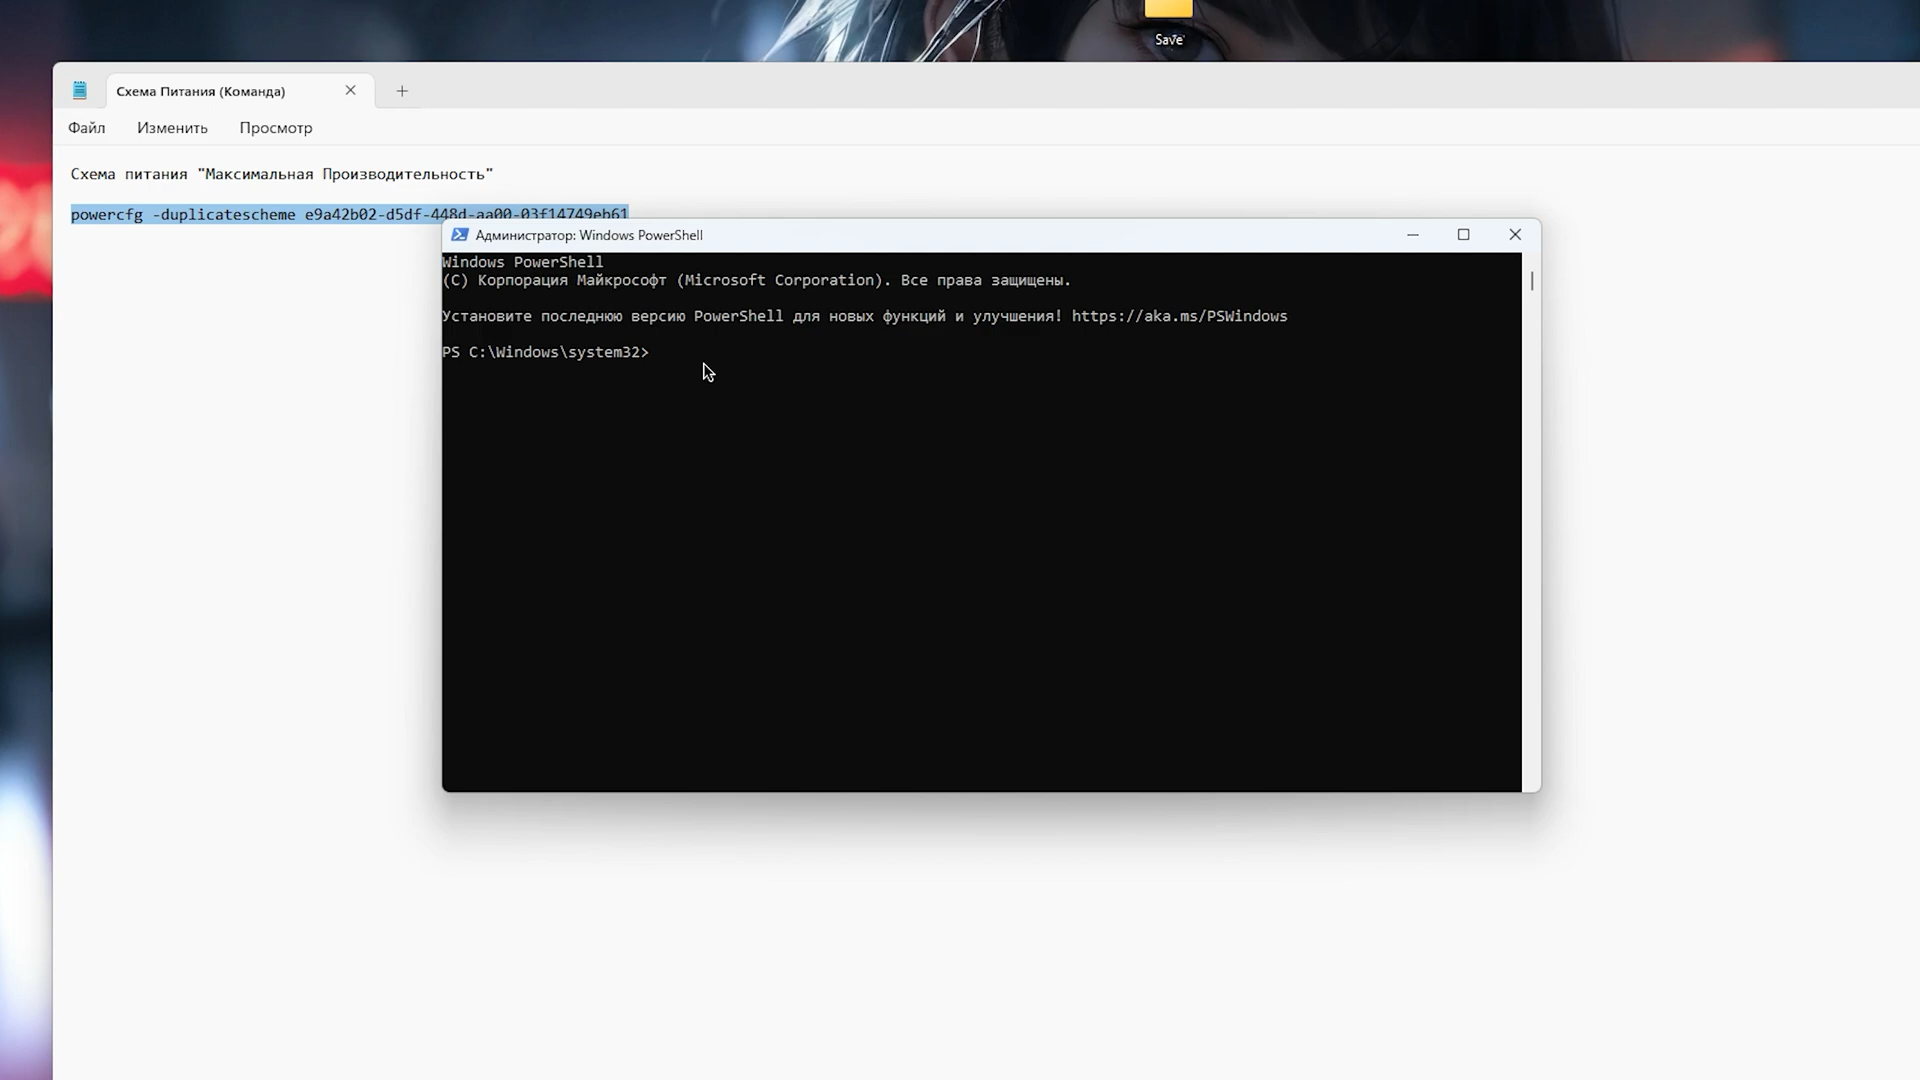 Save
Схема Питания (Команда)
Файл Изменить Просмотр
Схема питания "Максимальная Производительность"
powercfg -duplicatescheme e9a42b02-d5df-448d-aa00-03f14749eb61
Администратор: Windows PowerShell
Windows PowerShell
(C) Корпорация Майкрософт (Microsoft Corporation). Все права защищены.
Установите последнюю версию PowerShell для новых функций и улучшения! https://aka.ms/PSWindows
PS C:\Windows\system32>